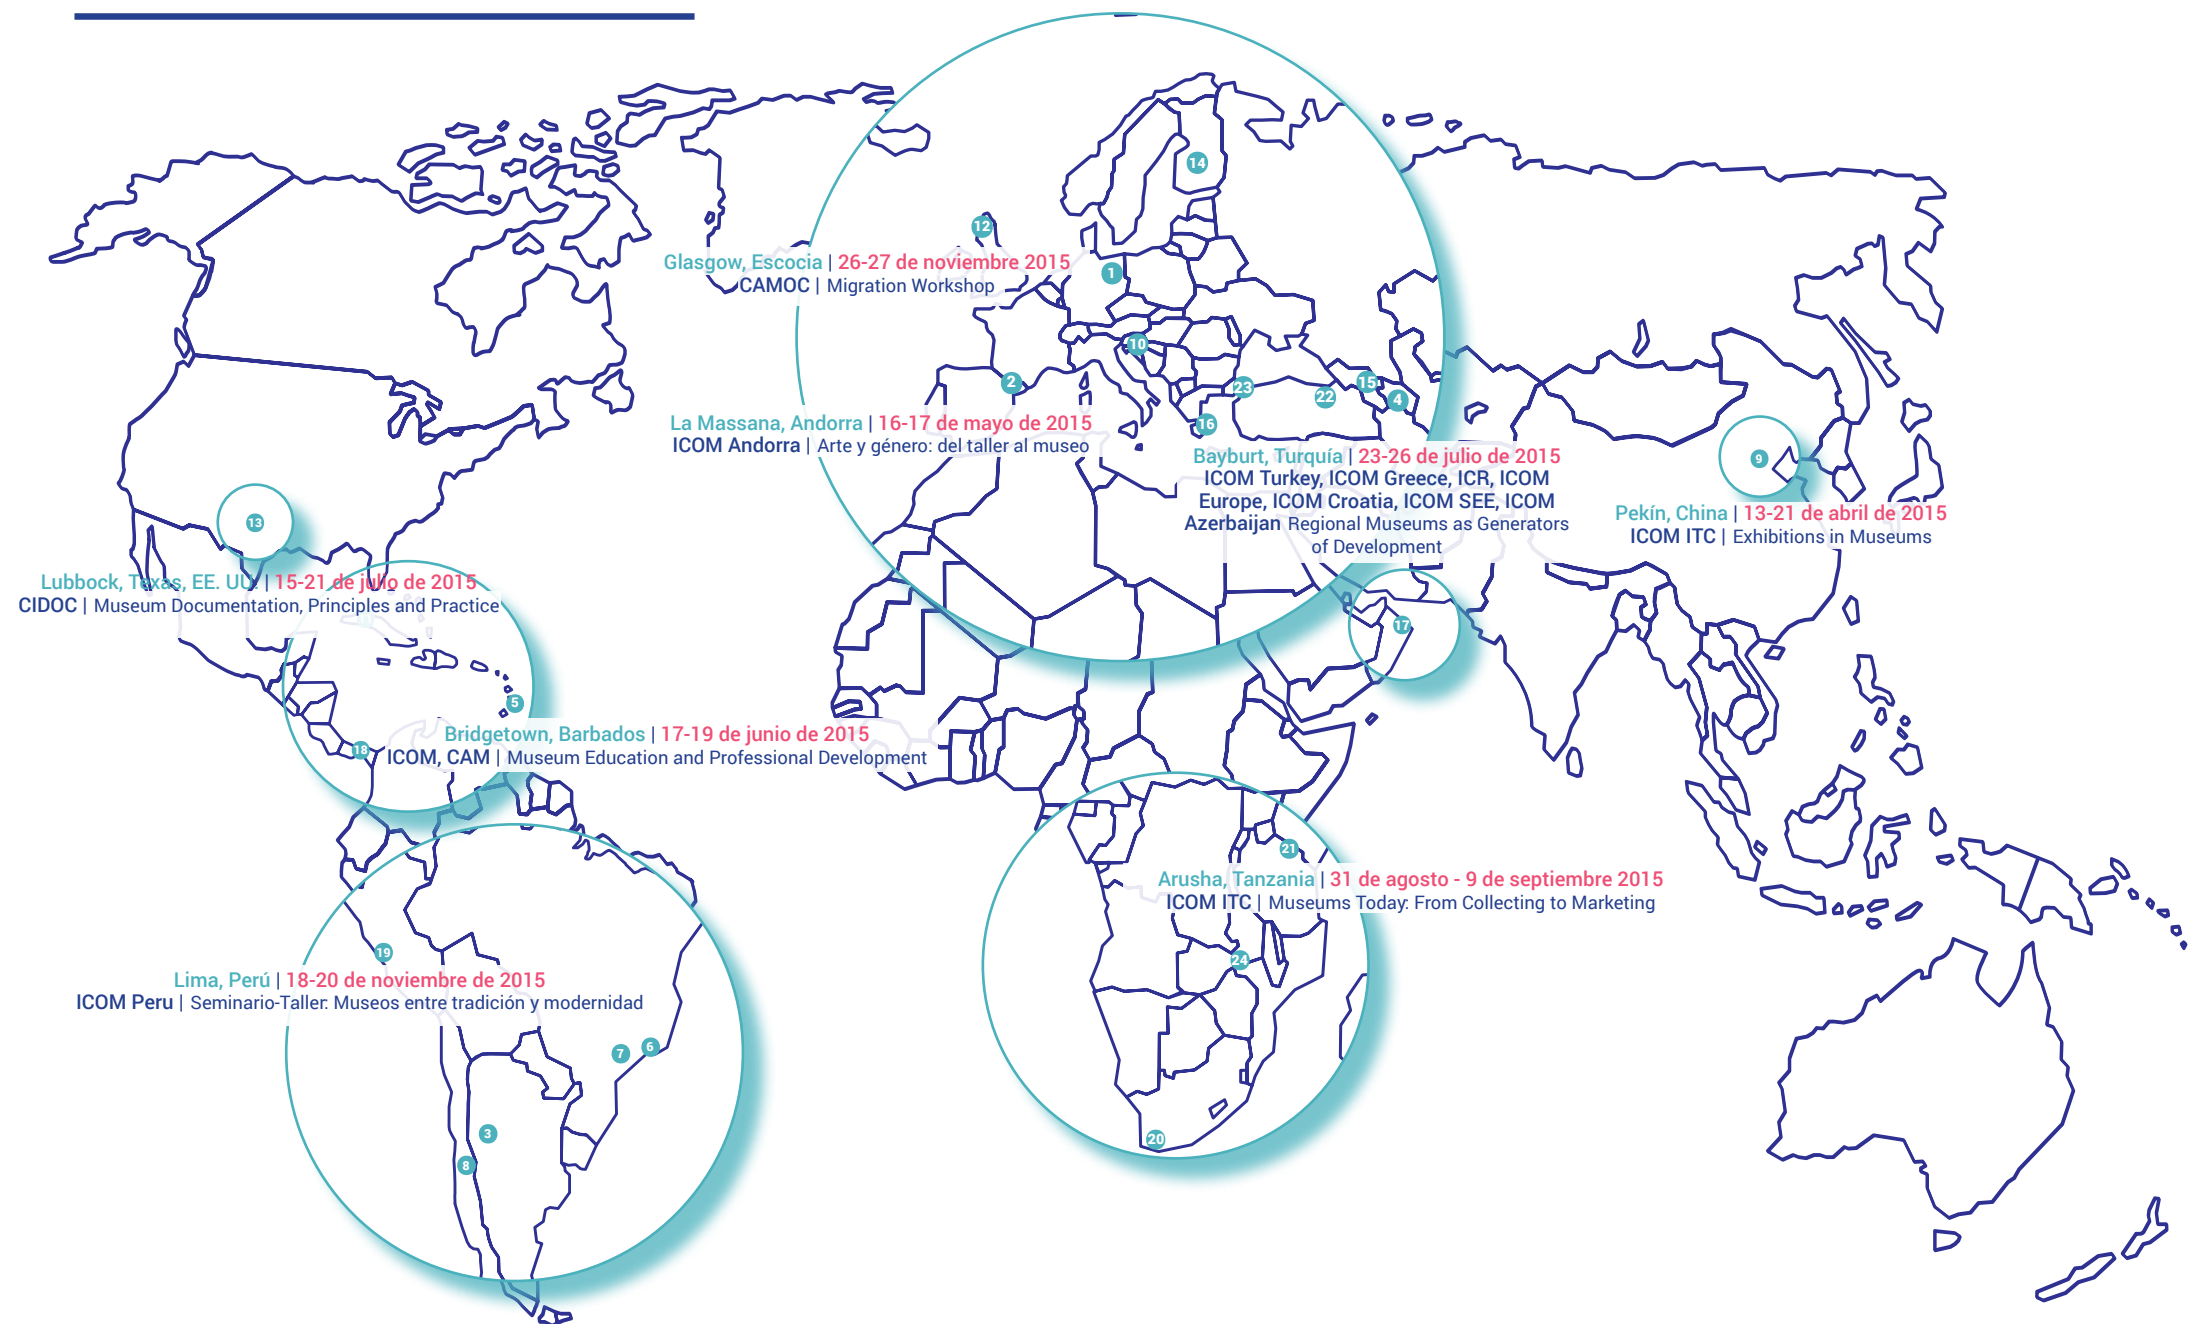 14
12
Glasgow, Escocia | 26-27 de noviembre 2015
CAMOC | Migration Workshop
1
10
2
23
22
15
4
16
La Massana, Andorra | 16-17 de mayo de 2015
ICOM Andorra | Arte y género: del taller al museo
Bayburt, Turquía | 23-26 de julio de 2015
ICOM Turkey, ICOM Greece, ICR, ICOM
Europe, ICOM Croatia, ICOM SEE, ICOM
Azerbaijan Regional Museums as Generators
of Development
9
Pekín, China | 13-21 de abril de 2015
ICOM ITC | Exhibitions in Museums
13
Lubbock, Texas, EE. UU. | 15-21 de julio de 2015
CIDOC | Museum Documentation, Principles and Practice
17
5
18
Bridgetown, Barbados | 17-19 de junio de 2015
ICOM, CAM | Museum Education and Professional Development
21
Arusha, Tanzania | 31 de agosto - 9 de septiembre 2015
ICOM ITC | Museums Today: From Collecting to Marketing
19
24
Lima, Perú | 18-20 de noviembre de 2015
ICOM Peru | Seminario-Taller: Museos entre tradición y modernidad
7
6
3
8
20